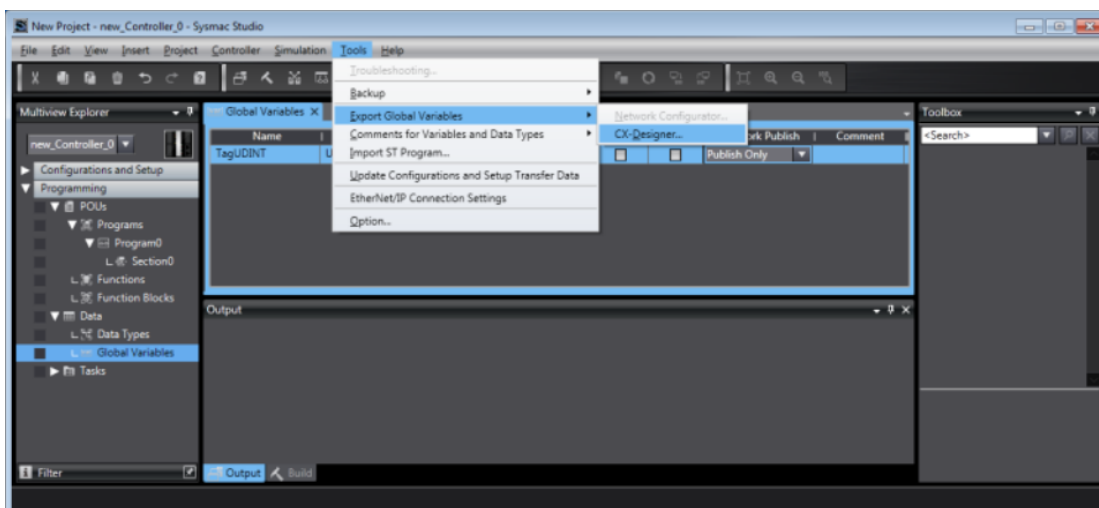 New Project - new_Controller_0 - Sysmac Studio
File Edit View Insert Project Controller Simulation Tools Help
Troubleshooting...
Backup
Export Global Variables
Comments for Variables and Data Types
Import ST Program...
Update Configurations and Setup Transfer Data
EtherNet/IP Connection Settings
Option...
Network Configurator...
CX-Designer...
Multiview Explorer
new_Controller_0
Configurations and Setup
Programming
POUs
Programs
Program0
Section0
Functions
Function Blocks
Data
Data Types
Global Variables
Tasks
Filter
Global Variables
Name Publish Comment
TagUDINT U Publish Only
Output
Output Build
Toolbox
<Search>